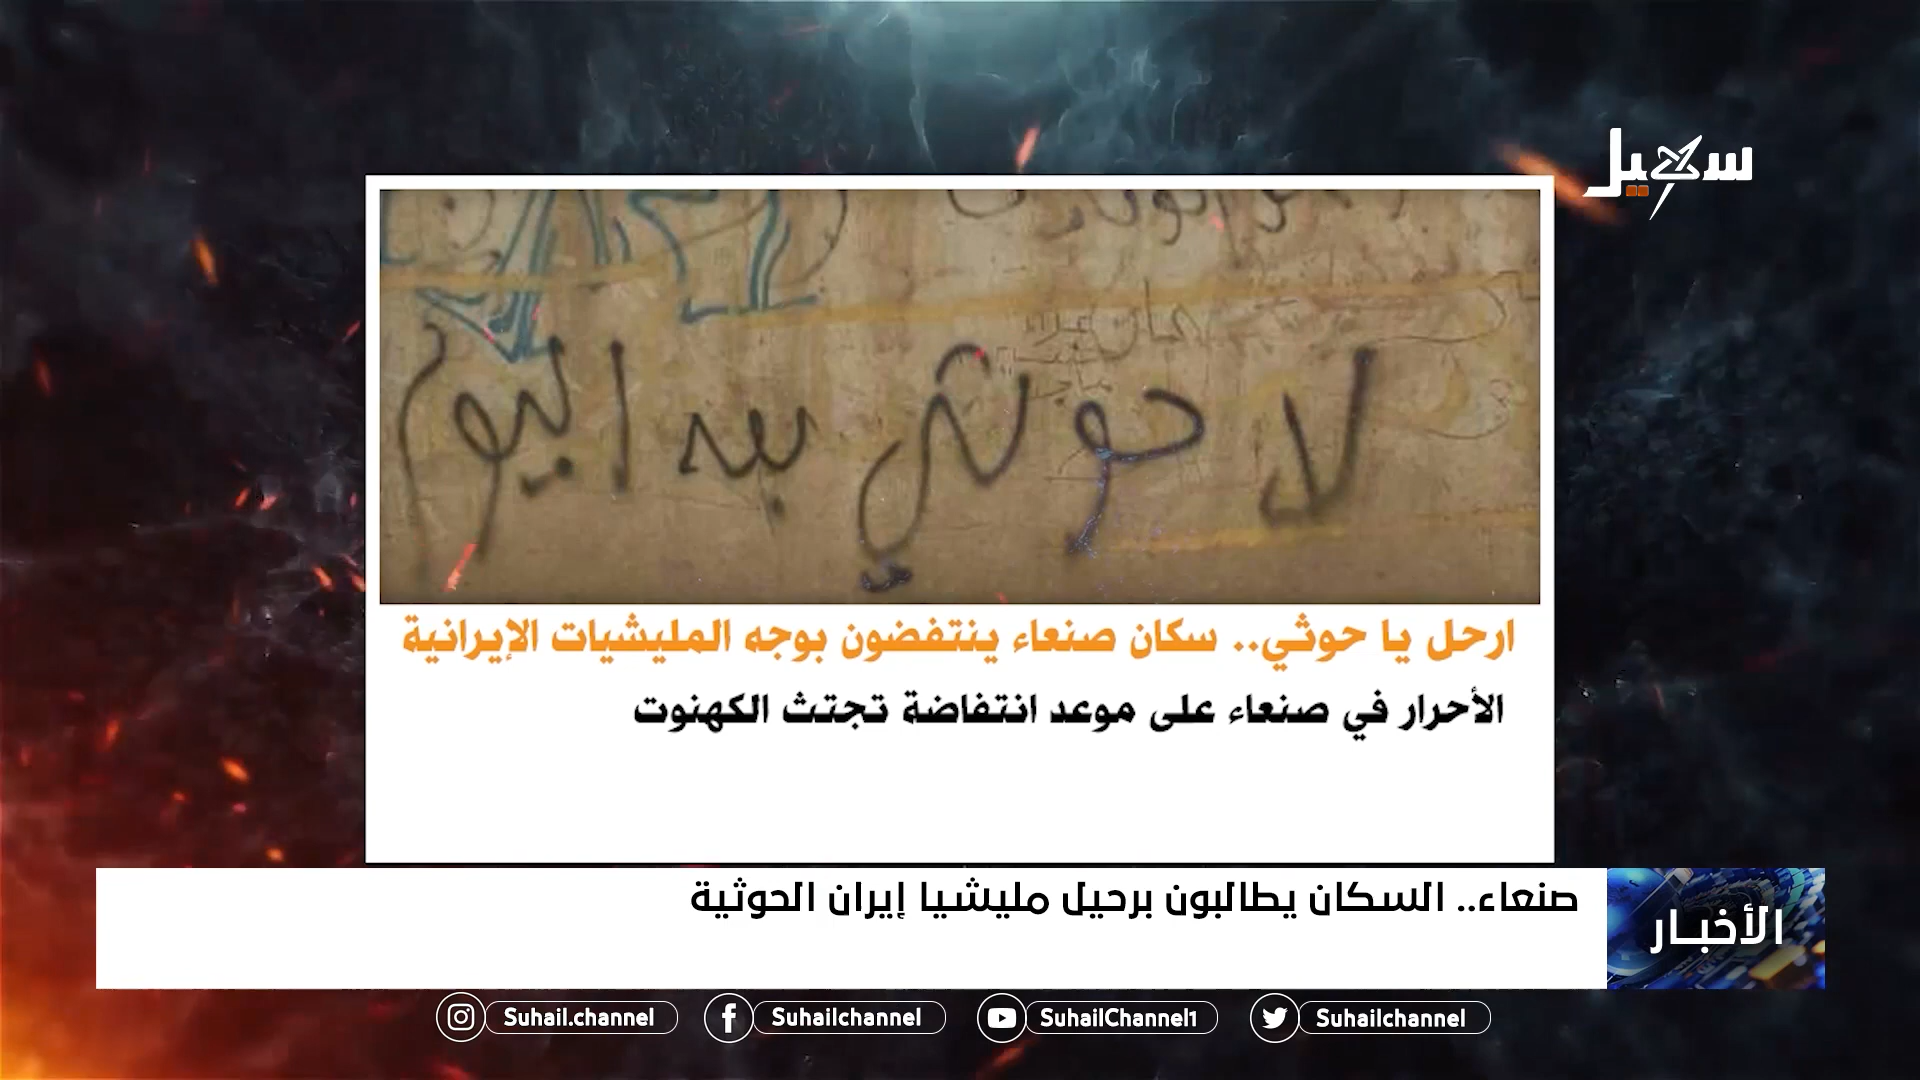 سهيل
لا حوثي بعد اليوم
ارحل يا حوثي.. سكان صنعاء ينتفضون بوجه المليشيات الإيرانية
الأحرار في صنعاء على موعد انتفاضة تجتث الكهنوت
صنعاء.. السكان يطالبون برحيل مليشيا إيران الحوثية
الأخبار
Suhail.channel
Suhailchannel
SuhailChannel1
Suhailchannel